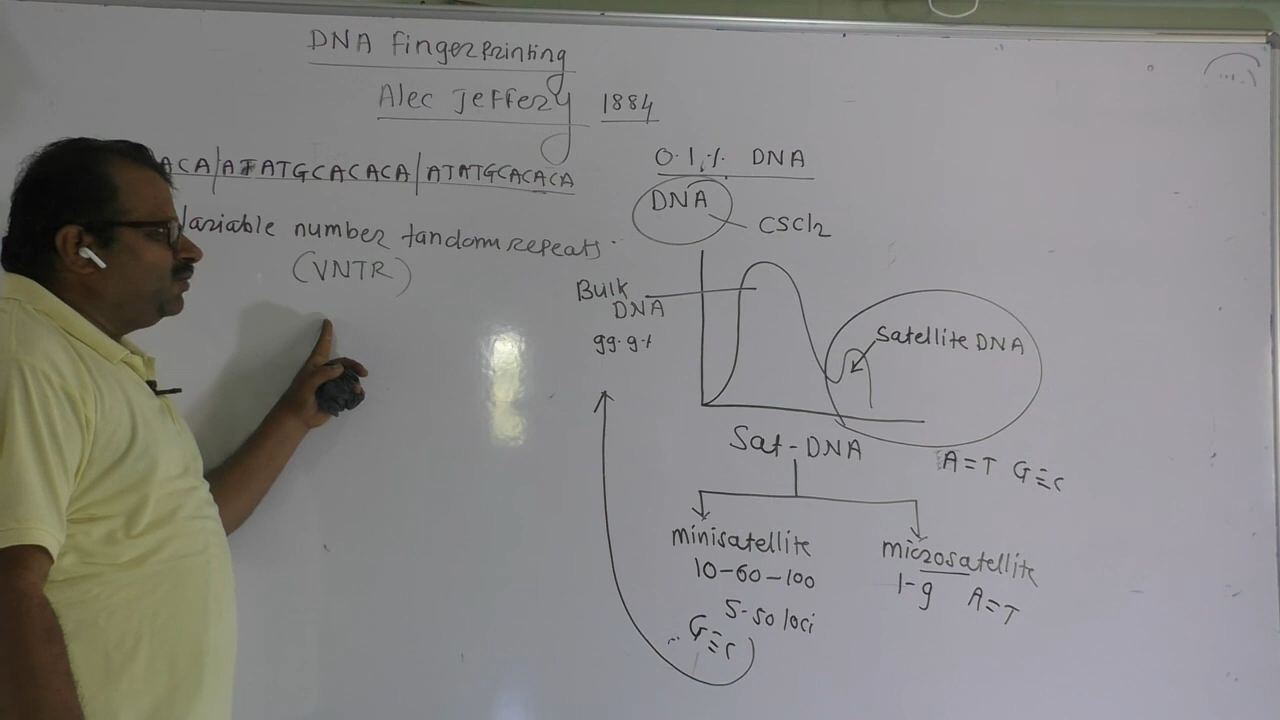 DNA FingerPrinting
Alec Jeffery 1884
ACA|ATATGCACACA|ATATGCACACA
Variable number tandom repeats.
(VNTR)
0.1.% DNA
DNA
CSCl2
Bulk
DNA
99.9%
Satellite DNA
Sat-DNA
A=T G≡C
minisatellite
10-60-100
5-50 loci
G≡C
microsatellite
1-9 A=T